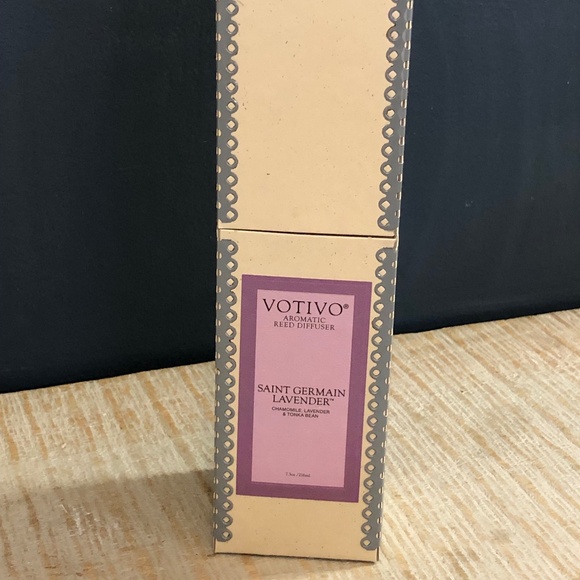 VOTIVO®
AROMATIC
REED DIFFUSER
SAINT GERMAIN
LAVENDER™
CHAMOMILE, LAVENDER
& TONKA BEAN